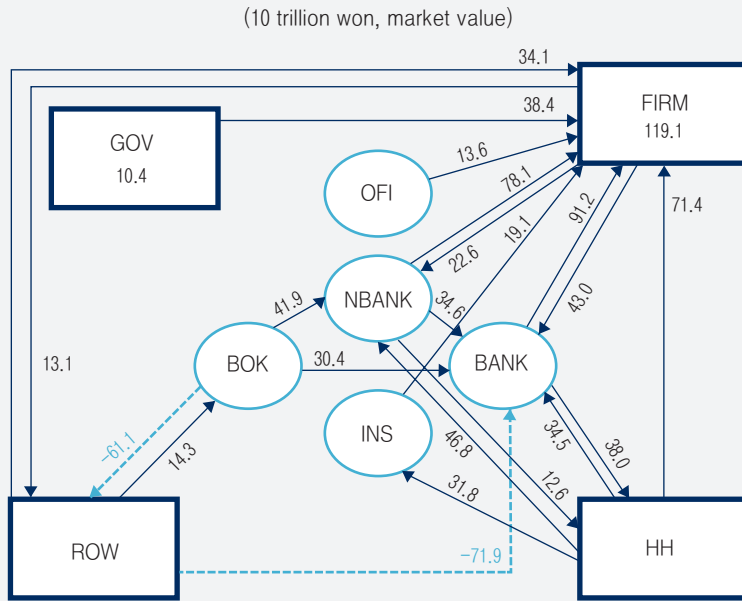 (10 trillion won, market value)
34.1
FIRM
119.1
38.4
GOV
10.4
13.6
OFI
78.1
19.1
22.6
91.2
71.4
43.0
NBANK
41.9
34.6
13.1
BOK
30.4
BANK
-61.1
14.3
INS
46.8
12.6
34.5
38.0
31.8
ROW
-71.9
HH